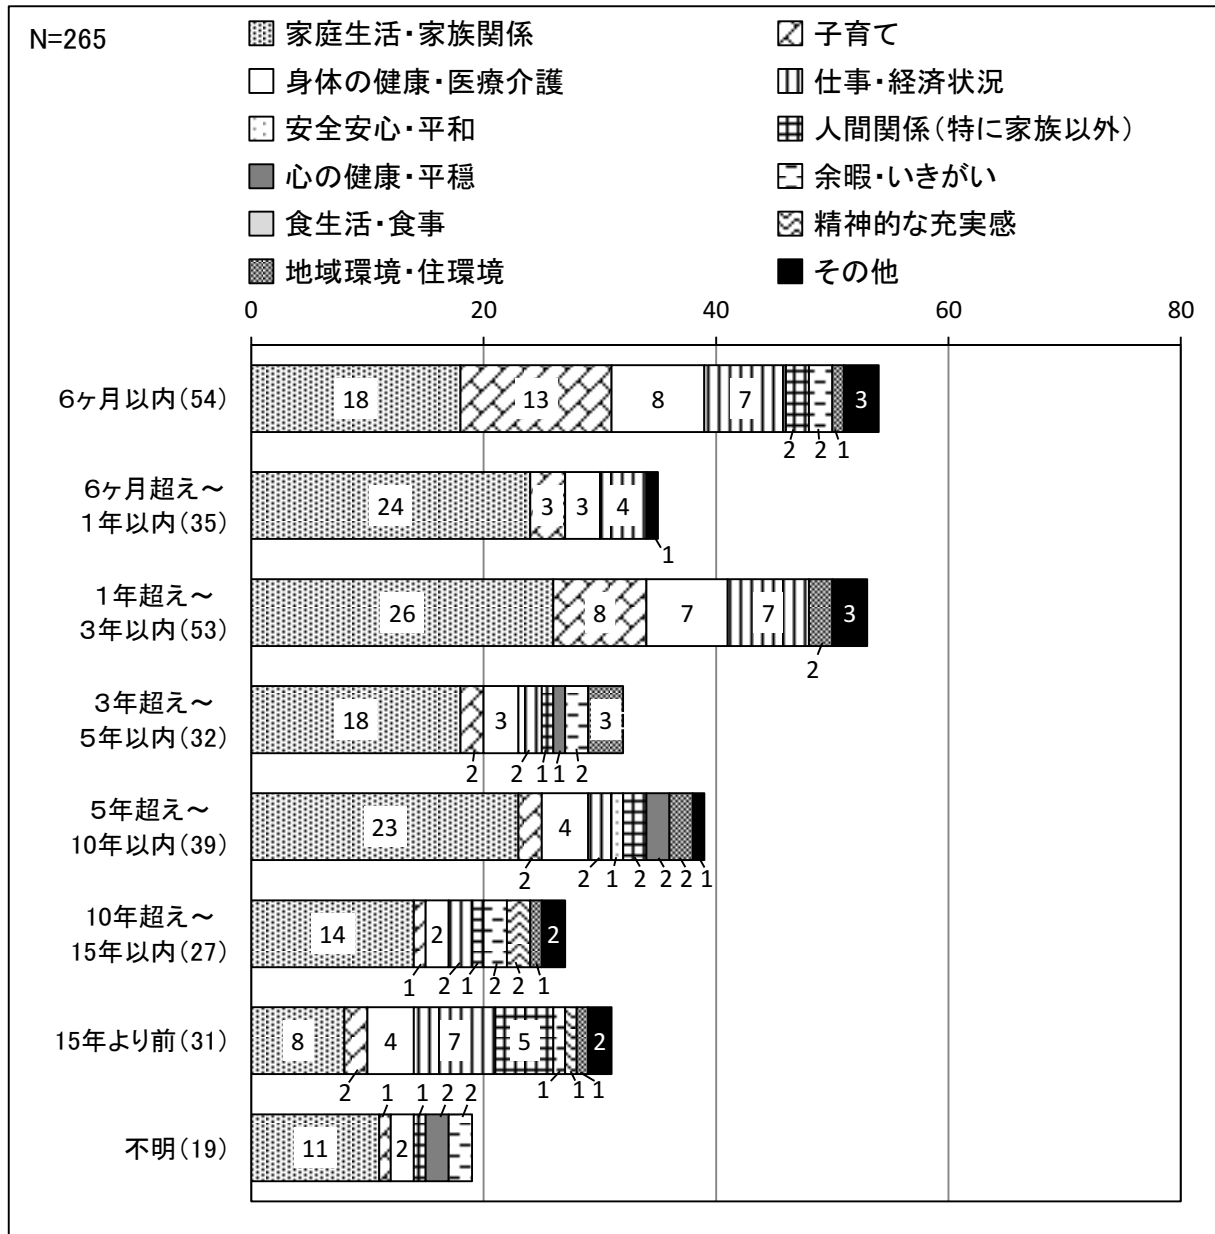 N=265
家庭生活・家族関係
子育て
身体の健康・医療介護
仕事・経済状況
安全安心・平和
人間関係（特に家族以外）
心の健康・平穏
余暇・いきがい
食生活・食事
精神的な充実感
地域環境・住環境
その他
0 20 40 60 80
6ヶ月以内(54)
18 13 8 7 3
2 2 1
6ヶ月超え～
1年以内(35)
24 3 3 4
1
1年超え～
3年以内(53)
26 8 7 7 3
2
3年超え～
5年以内(32)
18 3 3
2 2 1 1 2
5年超え～
10年以内(39)
23 4
2 2 1 2 2 2 1
10年超え～
15年以内(27)
14 2 2
1 2 1 2 2 1
15年より前(31)
8 4 7 5 2
2 1 1 1
1 1 2 2
不明(19)
11 2